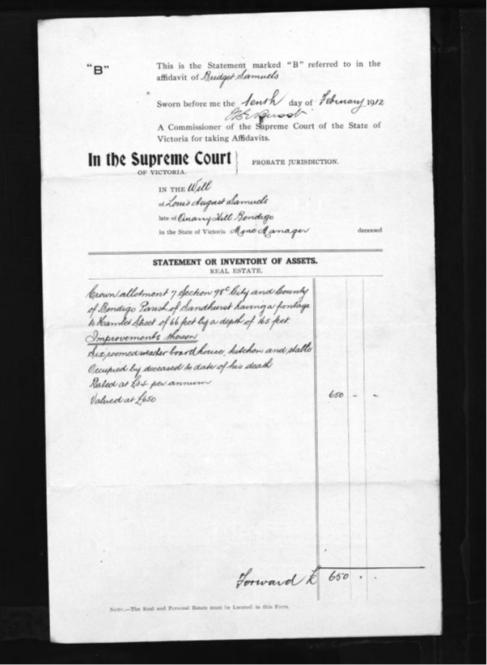 "B"
This is the Statement marked "B" referred to in the
affidavit of Bridget Samuels
Sworn before me the tenth day of February 1912
A Commissioner of the Supreme Court of the State of
Victoria for taking Affidavits.
In the Supreme Court
OF VICTORIA.
PROBATE JURISDICTION.
IN THE Will
of Louis August Samuels
late of Quarry Hill Bendigo
in the State of Victoria Mine Manager deceased
STATEMENT OR INVENTORY OF ASSETS.
REAL ESTATE.
Crown allotment 7 Section 98c City and County
of Bendigo Parish of Sandhurst having a frontage
to Hamlet Street of 66 feet by a depth of 165 feet
Improvements thereon
Six roomed weather board house, kitchen and stable
Occupied by deceased to date of his death
Rated at per annum
Valued at £650
650 - -
Forward £ 650 . .
NOTE.—The Real and Personal Estate must be Located in this Form.